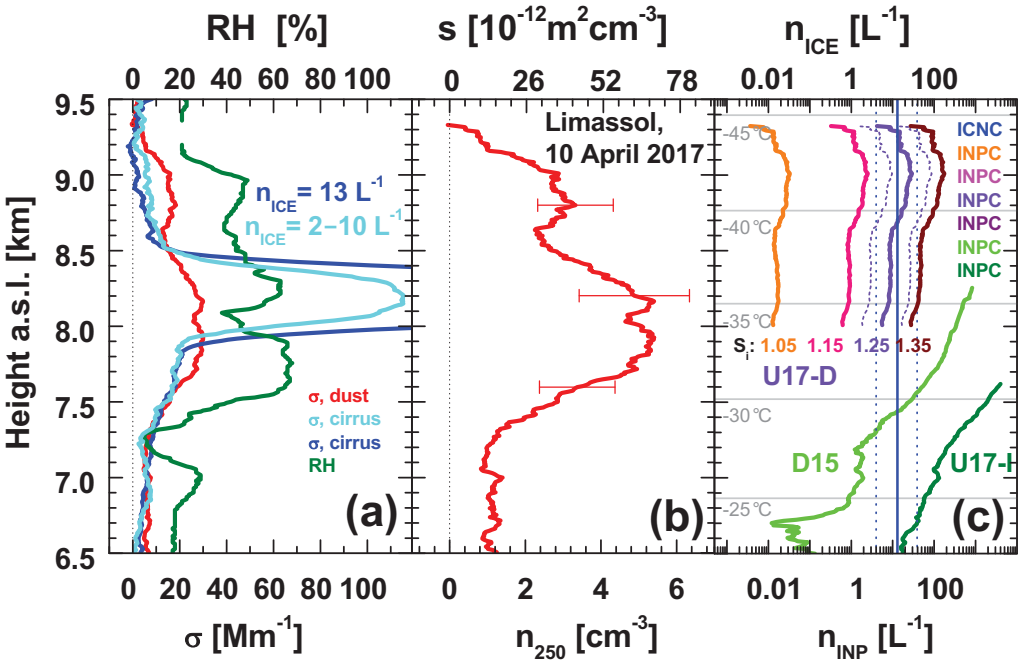 RH [%]
s [10⁻¹²m²cm⁻³]
n_ICE [L⁻¹]
0 20 40 60 80 100
0 26 52 78
0.01 1 100
9.5
9.0
8.5
8.0
7.5
7.0
6.5
Height a.s.l. [km]
n_ICE= 13 L⁻¹
n_ICE= 2−10 L⁻¹
σ, dust
σ, cirrus
σ, cirrus
RH
(a)
Limassol,
10 April 2017
(b)
-45°C
-40°C
-35°C
-30°C
-25°C
ICNC
INPC
INPC
INPC
INPC
INPC
INPC
S_i: 1.05 1.15 1.25 1.35
U17-D
D15
U17-I
(c)
0 20 40 60 80 100
0 2 4 6
0.01 1 100
σ [Mm⁻¹]
n₂₅₀ [cm⁻³]
n_INP [L⁻¹]